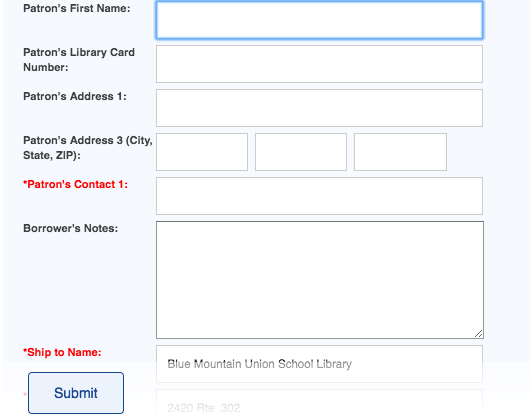 Patron's First Name:
Patron's Library Card
Number:
Patron's Address 1:
Patron's Address 3 (City,
State, ZIP):
*Patron's Contact 1:
Borrower's Notes:
*Ship to Name:
Blue Mountain Union School Library
*
Submit
2420 Rte 302